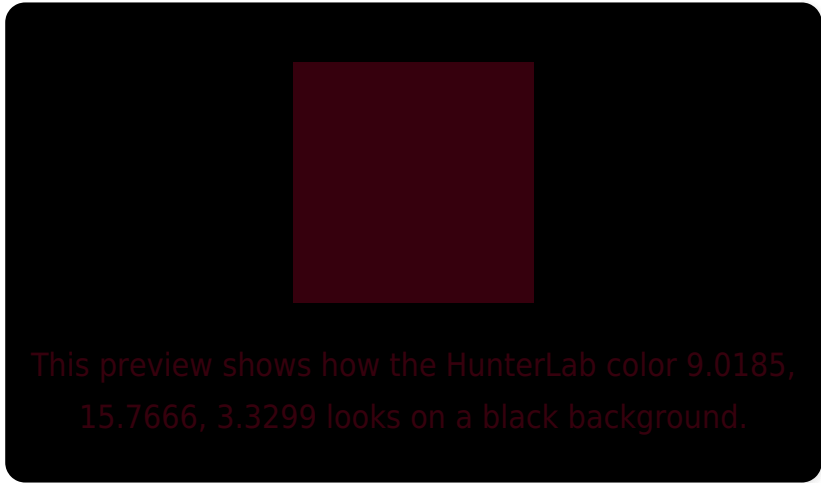 This preview shows how the HunterLab color 9.0185,
15.7666, 3.3299 looks on a black background.